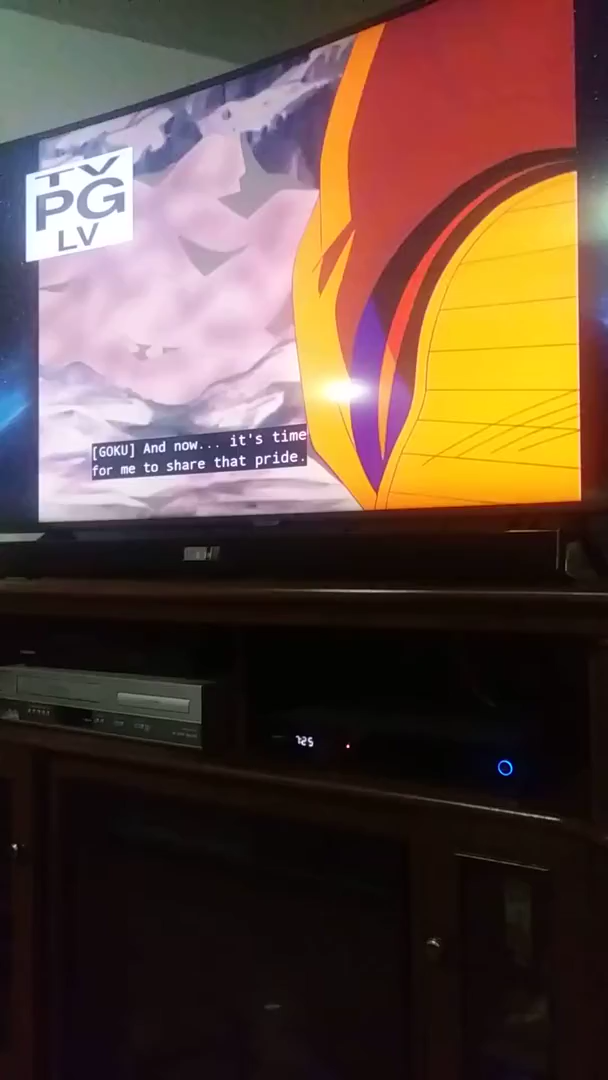 TV
PG
LV
[GOKU] And now... it's time
for me to share that pride.
725